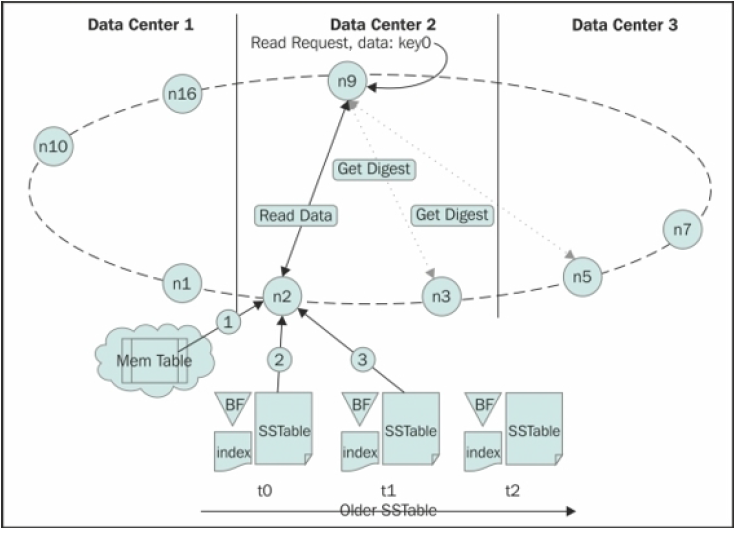 Data Center 1
Data Center 2
Data Center 3
Read Request, data: key0
n9
n16
n10
Get Digest
Read Data
Get Digest
n7
n1
n2
n3
n5
1
Mem Table
2
3
BF
SSTable
index
BF
SSTable
index
BF
SSTable
index
t0
t1
t2
Older SSTable